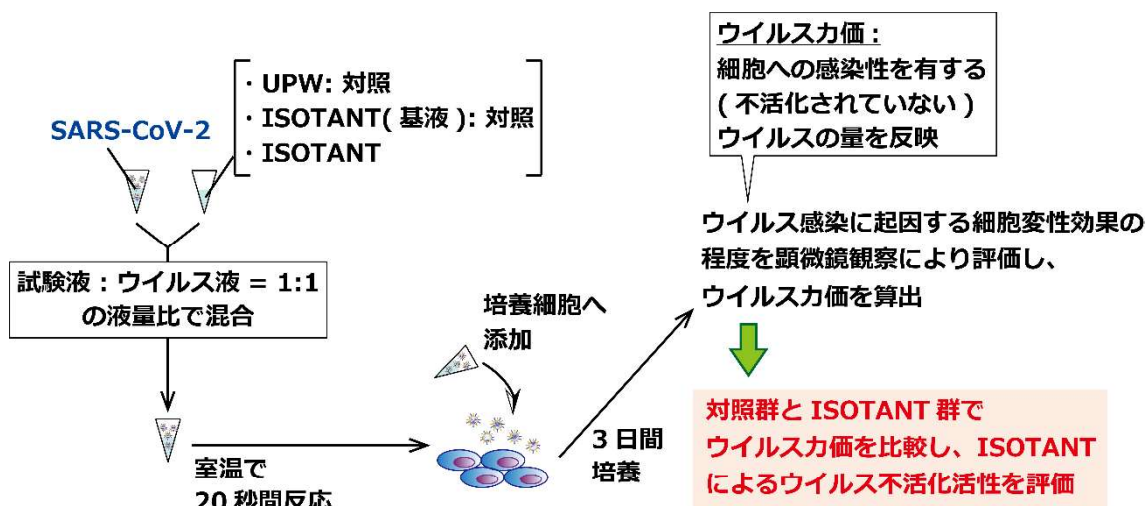 ・UPW: 対照
・ISOTANT( 基液 ): 対照
・ISOTANT
SARS-CoV-2
試験液 : ウイルス液 = 1:1
の液量比で混合
室温で
20 秒間反応
培養細胞へ
添加
3 日間
培養
ウイルス力価 :
細胞への感染性を有する
( 不活化されていない )
ウイルスの量を反映
ウイルス感染に起因する細胞変性効果の
程度を顕微鏡観察により評価し、
ウイルス力価を算出
対照群と ISOTANT 群で
ウイルス力価を比較し、ISOTANT
によるウイルス不活化活性を評価